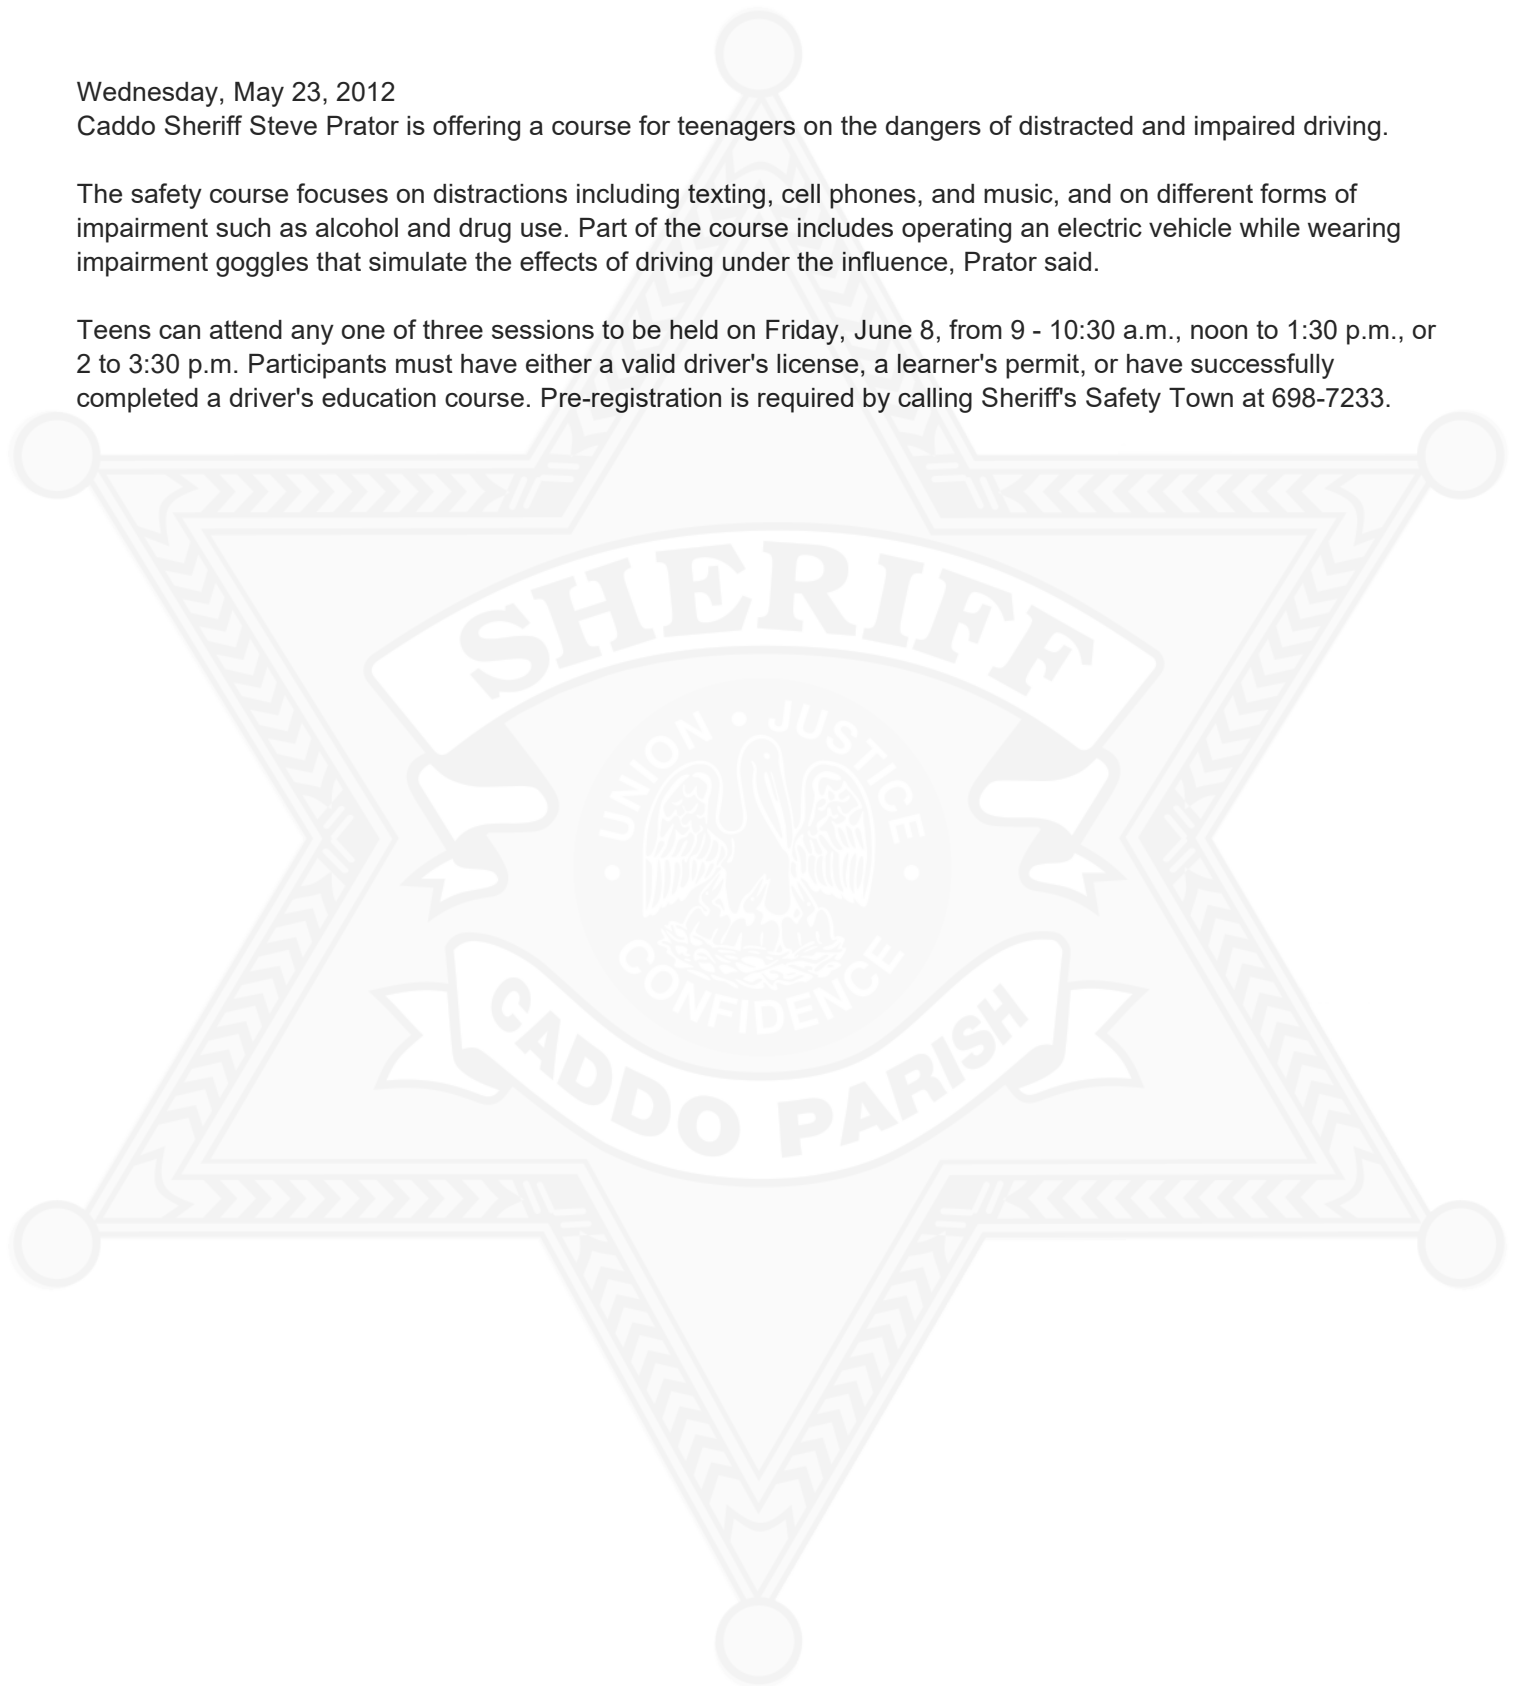 Wednesday, May 23, 2012
Caddo Sheriff Steve Prator is offering a course for teenagers on the dangers of distracted and impaired driving.
The safety course focuses on distractions including texting, cell phones, and music, and on different forms of
impairment such as alcohol and drug use. Part of the course includes operating an electric vehicle while wearing
impairment goggles that simulate the effects of driving under the influence, Prator said.
Teens can attend any one of three sessions to be held on Friday, June 8, from 9 - 10:30 a.m., noon to 1:30 p.m., or
2 to 3:30 p.m. Participants must have either a valid driver's license, a learner's permit, or have successfully
completed a driver's education course. Pre-registration is required by calling Sheriff's Safety Town at 698-7233.
SHERIFF
UNION • JUSTICE
• CONFIDENCE •
CADDO PARISH